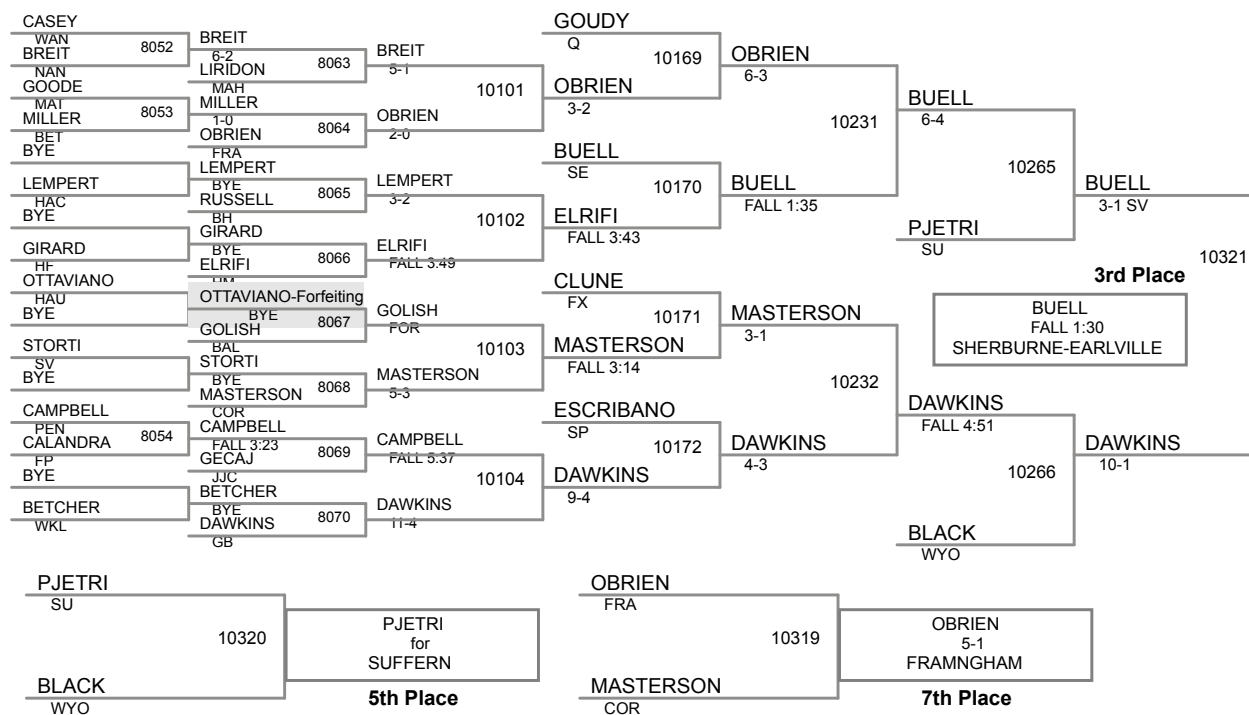 CASEY
WAN
8052
BREIT
NAN
GOODE
MAT
8053
MILLER
BET
BYE
LEMPERT
HAC
BYE
GIRARD
HF
OTTAVIANO
HAU
BYE
STORTI
SV
BYE
CAMPBELL
PEN
8054
CALANDRA
FP
BYE
BETCHER
WKL
BREIT
6-2
8063
LIRIDON
MAH
MILLER
1-0
8064
OBRIEN
FRA
LEMPERT
BYE
8065
RUSSELL
BH
GIRARD
BYE
8066
ELRIFI
HM
OTTAVIANO-Forfeiting
BYE
8067
GOLISH
BAL
STORTI
BYE
8068
MASTERSON
COR
CAMPBELL
FALL 3:23
8069
GECAJ
JJC
BETCHER
BYE
8070
DAWKINS
GB
BREIT
5-1
10101
OBRIEN
2-0
LEMPERT
3-2
10102
ELRIFI
FALL 3:49
GOLISH
FOR
10103
MASTERSON
5-3
CAMPBELL
FALL 5:37
10104
DAWKINS
11-4
GOUDY
Q
10169
OBRIEN
3-2
BUELL
SE
10170
ELRIFI
FALL 3:43
CLUNE
FX
10171
MASTERSON
FALL 3:14
ESCRIBANO
SP
10172
DAWKINS
9-4
OBRIEN
6-3
10231
BUELL
FALL 1:35
MASTERSON
3-1
10232
DAWKINS
4-3
BUELL
6-4
10265
PJETRI
SU
DAWKINS
FALL 4:51
10266
BLACK
WYO
BUELL
3-1 SV
10321
DAWKINS
10-1
3rd Place
BUELL
FALL 1:30
SHERBURNE-EARLVILLE
PJETRI
SU
10320
BLACK
WYO
PJETRI
for
SUFFERN
5th Place
OBRIEN
FRA
10319
MASTERSON
COR
OBRIEN
5-1
FRAMNGHAM
7th Place